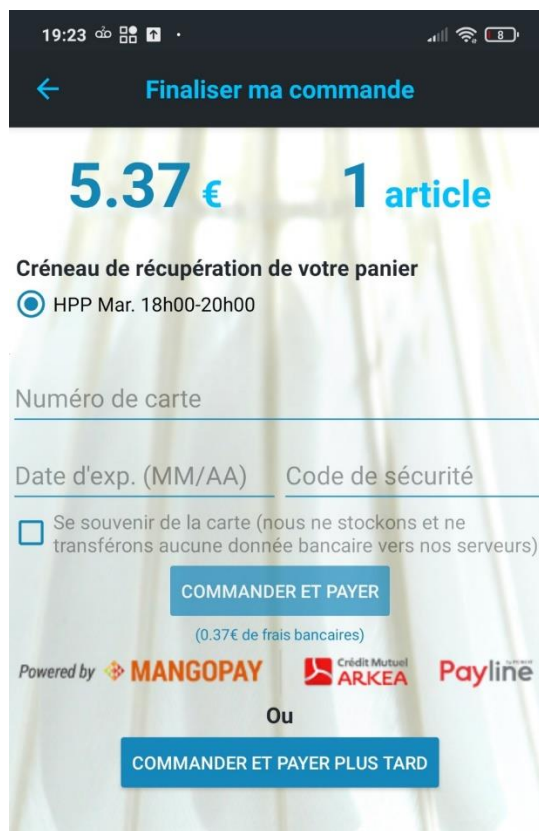 19:23
8
Finaliser ma commande
5.37 € 1 article
Créneau de récupération de votre panier
HPP Mar. 18h00-20h00
Numéro de carte
Date d'exp. (MM/AA) Code de sécurité
Se souvenir de la carte (nous ne stockons et ne
transférons aucune donnée bancaire vers nos serveurs)
COMMANDER ET PAYER
(0.37€ de frais bancaires)
Powered by MANGOPAY Crédit Mutuel
ARKEA Payline
Ou
COMMANDER ET PAYER PLUS TARD